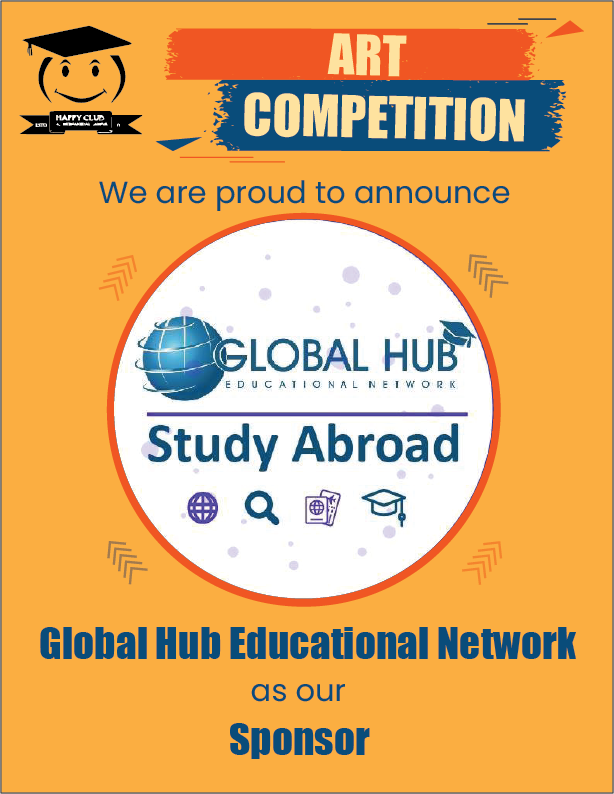 HAPPY CLUB
ESTD
ART
COMPETITION
We are proud to announce
GLOBAL HUB
EDUCATIONAL NETWORK
Study Abroad
Global Hub Educational Network
as our
Sponsor